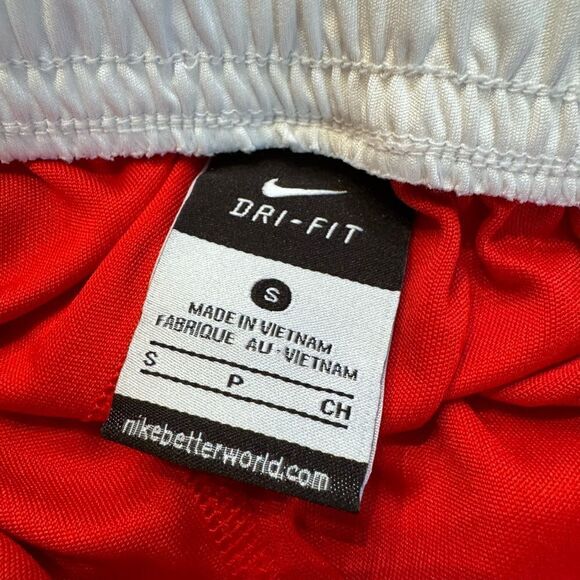 DRI-FIT
S
MADE IN VIETNAM
FABRIQUE AU-VIETNAM
S P CH
nikebetterworld.com